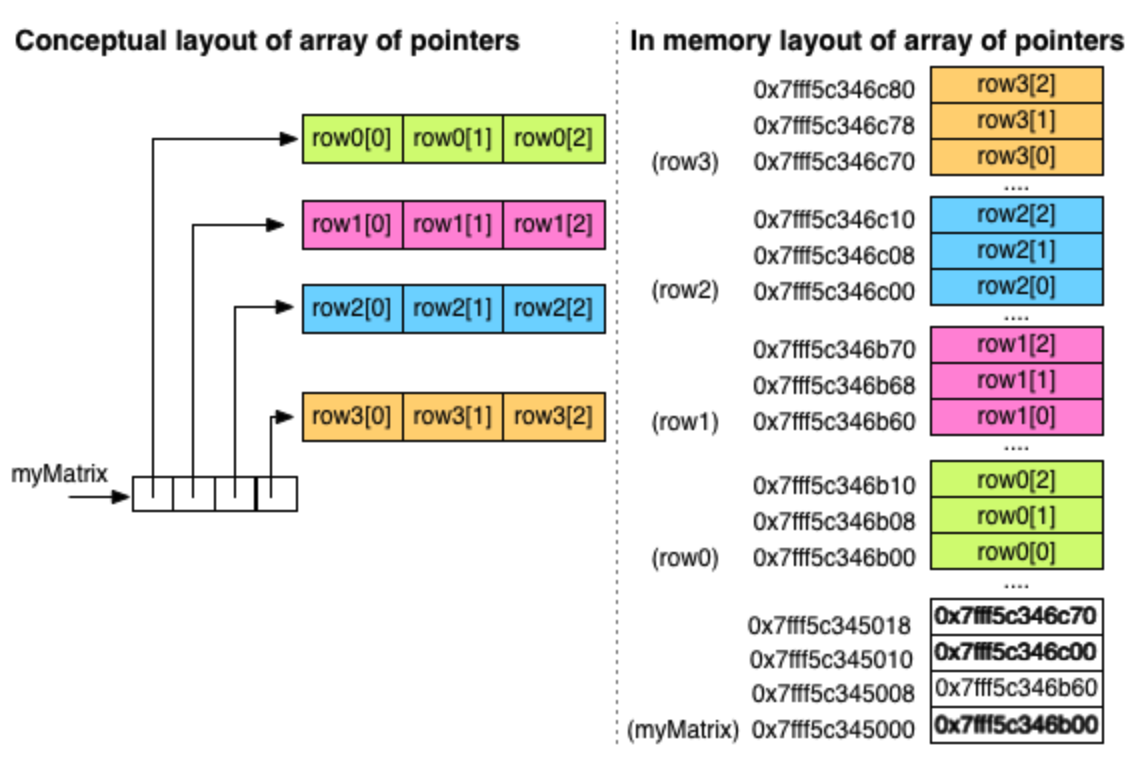 Conceptual layout of array of pointers
row0[0] row0[1] row0[2]
row1[0] row1[1] row1[2]
row2[0] row2[1] row2[2]
row3[0] row3[1] row3[2]
myMatrix
In memory layout of array of pointers
0x7fff5c346c80 row3[2]
0x7fff5c346c78 row3[1]
(row3) 0x7fff5c346c70 row3[0]
....
0x7fff5c346c10 row2[2]
0x7fff5c346c08 row2[1]
(row2) 0x7fff5c346c00 row2[0]
....
0x7fff5c346b70 row1[2]
0x7fff5c346b68 row1[1]
(row1) 0x7fff5c346b60 row1[0]
....
0x7fff5c346b10 row0[2]
0x7fff5c346b08 row0[1]
(row0) 0x7fff5c346b00 row0[0]
....
0x7fff5c345018 0x7fff5c346c70
0x7fff5c345010 0x7fff5c346c00
0x7fff5c345008 0x7fff5c346b60
(myMatrix) 0x7fff5c345000 0x7fff5c346b00